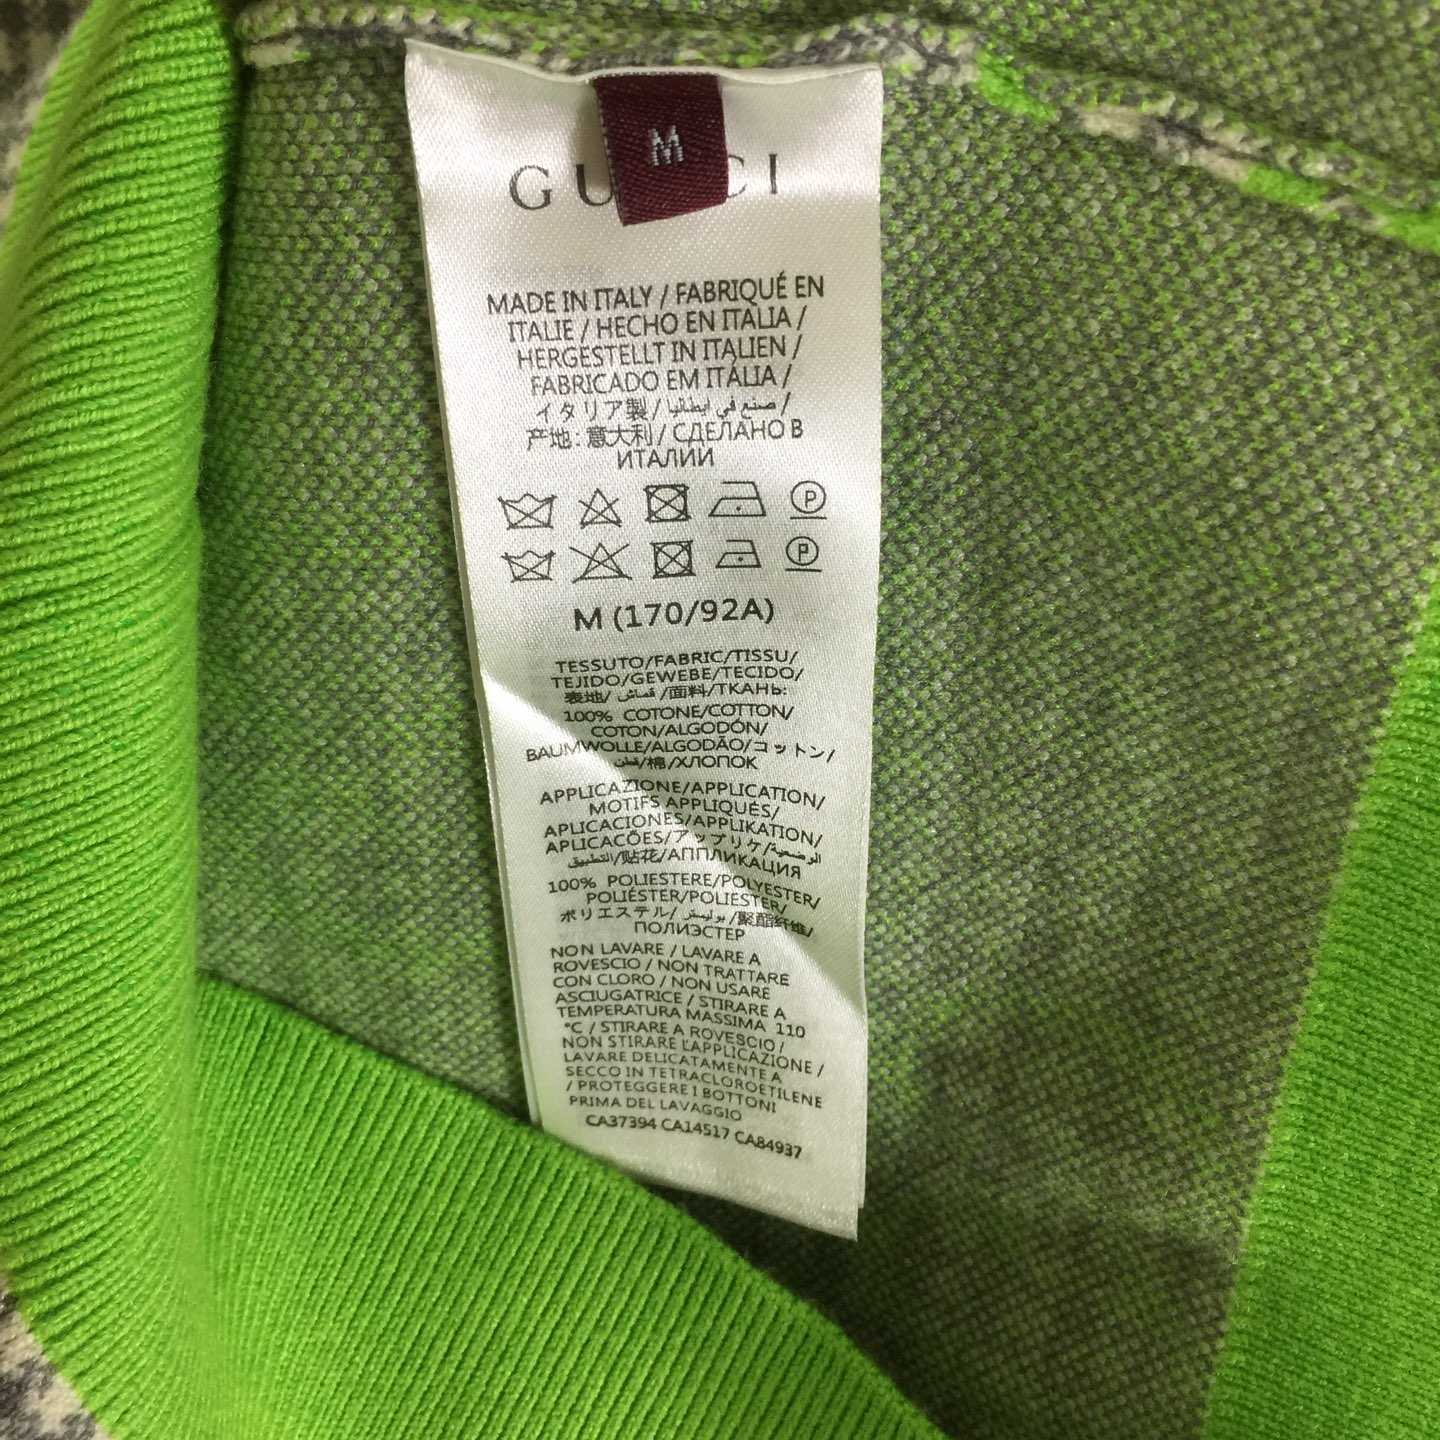 M
GUCCI
MADE IN ITALY / FABRIQUÉ EN
ITALIE / HECHO EN ITALIA /
HERGESTELLT IN ITALIEN /
FABRICADO EM ITÁLIA /
イタリア製 / صنع في ايطاليا /
产地: 意大利 / СДЕЛАНО В
ИТАЛИИ
P
P
M (170/92A)
TESSUTO/FABRIC/TISSU/
TEJIDO/GEWEBE/TECIDO/
表地/ قماش /面料/ТКАНЬ:
100% COTONE/COTTON/
COTON/ALGODÓN/
BAUMWOLLE/ALGODÃO/コットン/
قطن/棉/ХЛОПОК
APPLICAZIONE/APPLICATION/
MOTIFS APPLIQUÉS/
APLICACIONES/APPLIKATION/
APLICACÕES/アップリケ/الوضعية/
التطبيق/贴花/АППЛИКАЦИЯ
100% POLIESTERE/POLYESTER/
POLIÉSTER/POLIESTER/
ポリエステル/ بوليستر /聚酯纤维/
ПОЛИЭСТЕР
NON LAVARE / LAVARE A
ROVESCIO / NON TRATTARE
CON CLORO / NON USARE
ASCIUGATRICE / STIRARE A
TEMPERATURA MASSIMA 110
°C / STIRARE A ROVESCIO /
NON STIRARE L'APPLICAZIONE /
LAVARE DELICATAMENTE A
SECCO IN TETRACLOROETILENE
/ PROTEGGERE I BOTTONI
PRIMA DEL LAVAGGIO
CA37394 CA14517 CA84937